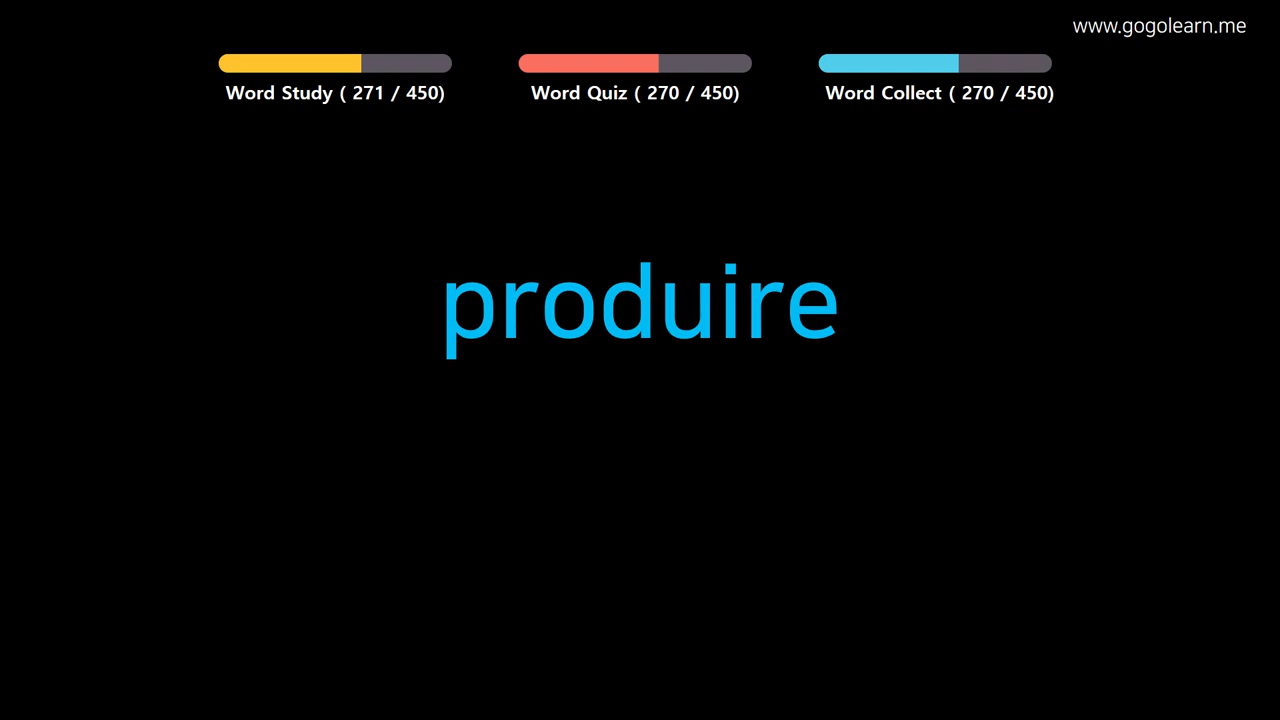 www.gogolearn.me
Word Study ( 271 / 450)
Word Quiz ( 270 / 450)
Word Collect ( 270 / 450)
produire